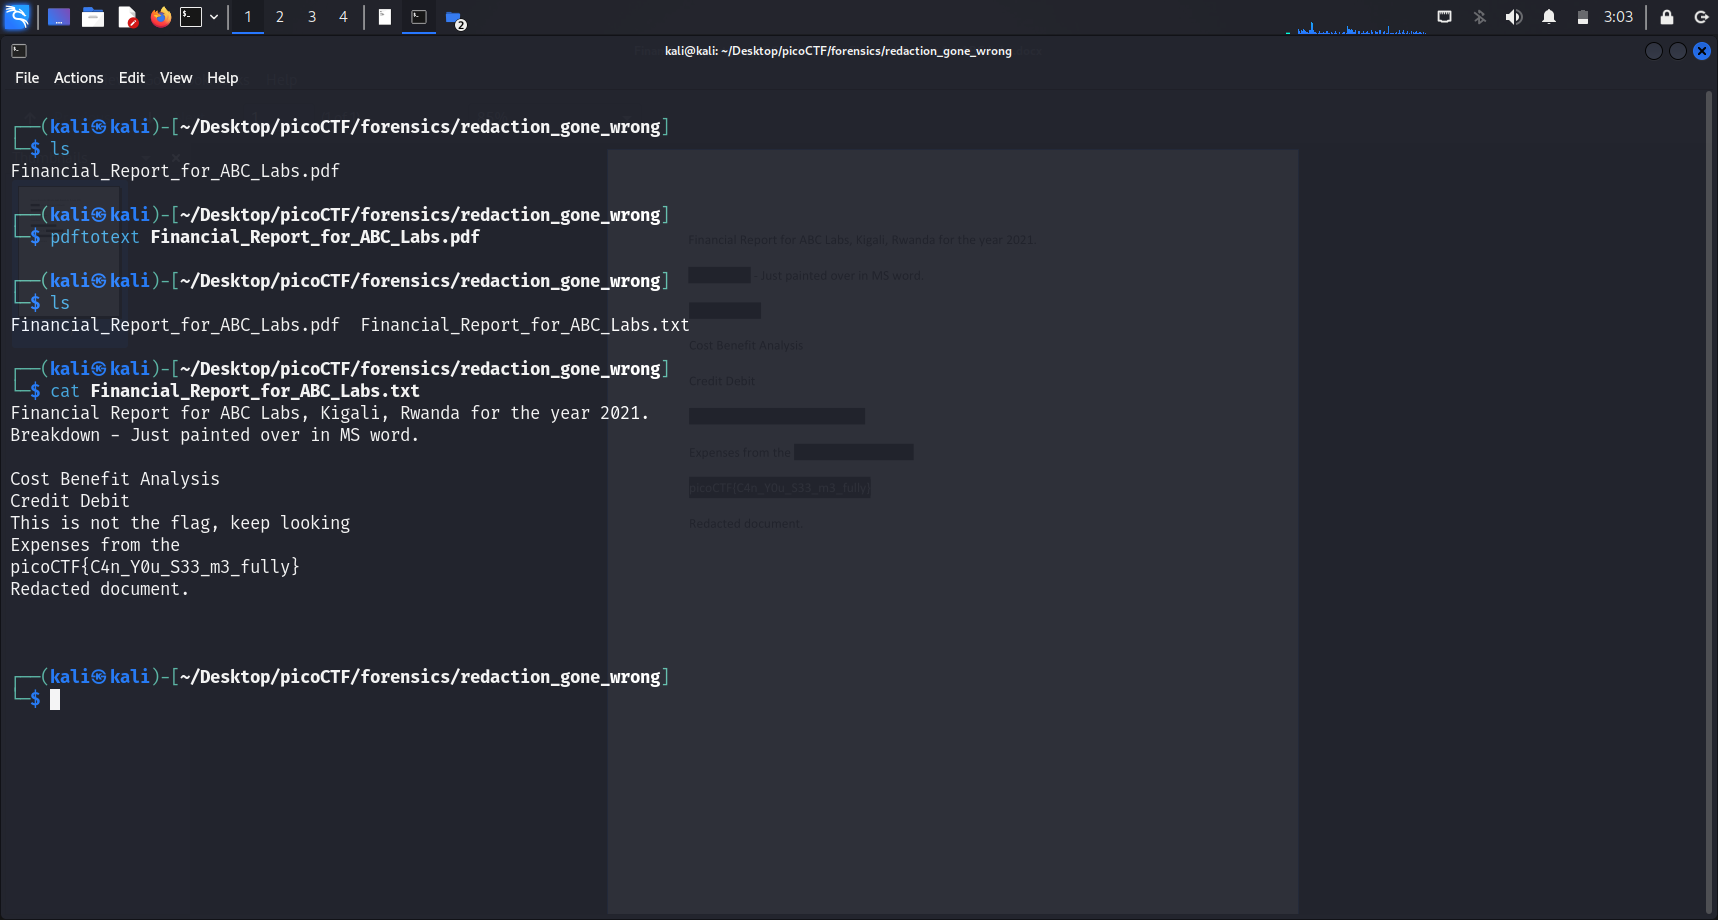 1 2 3 4
2
3:03
kali@kali: ~/Desktop/picoCTF/forensics/redaction_gone_wrong
File Actions Edit View Help
┌──(kali㉿kali)-[~/Desktop/picoCTF/forensics/redaction_gone_wrong]
└─$ ls
Financial_Report_for_ABC_Labs.pdf
┌──(kali㉿kali)-[~/Desktop/picoCTF/forensics/redaction_gone_wrong]
└─$ pdftotext Financial_Report_for_ABC_Labs.pdf
┌──(kali㉿kali)-[~/Desktop/picoCTF/forensics/redaction_gone_wrong]
└─$ ls
Financial_Report_for_ABC_Labs.pdf  Financial_Report_for_ABC_Labs.txt
┌──(kali㉿kali)-[~/Desktop/picoCTF/forensics/redaction_gone_wrong]
└─$ cat Financial_Report_for_ABC_Labs.txt
Financial Report for ABC Labs, Kigali, Rwanda for the year 2021.
Breakdown - Just painted over in MS word.
Cost Benefit Analysis
Credit Debit
This is not the flag, keep looking
Expenses from the
picoCTF{C4n_Y0u_S33_m3_fully}
Redacted document.
┌──(kali㉿kali)-[~/Desktop/picoCTF/forensics/redaction_gone_wrong]
└─$
Financial Report for ABC Labs, Kigali, Rwanda for the year 2021.
- Just painted over in MS word.
Cost Benefit Analysis
Credit Debit
Expenses from the
picoCTF{C4n_Y0u_S33_m3_fully}
Redacted document.